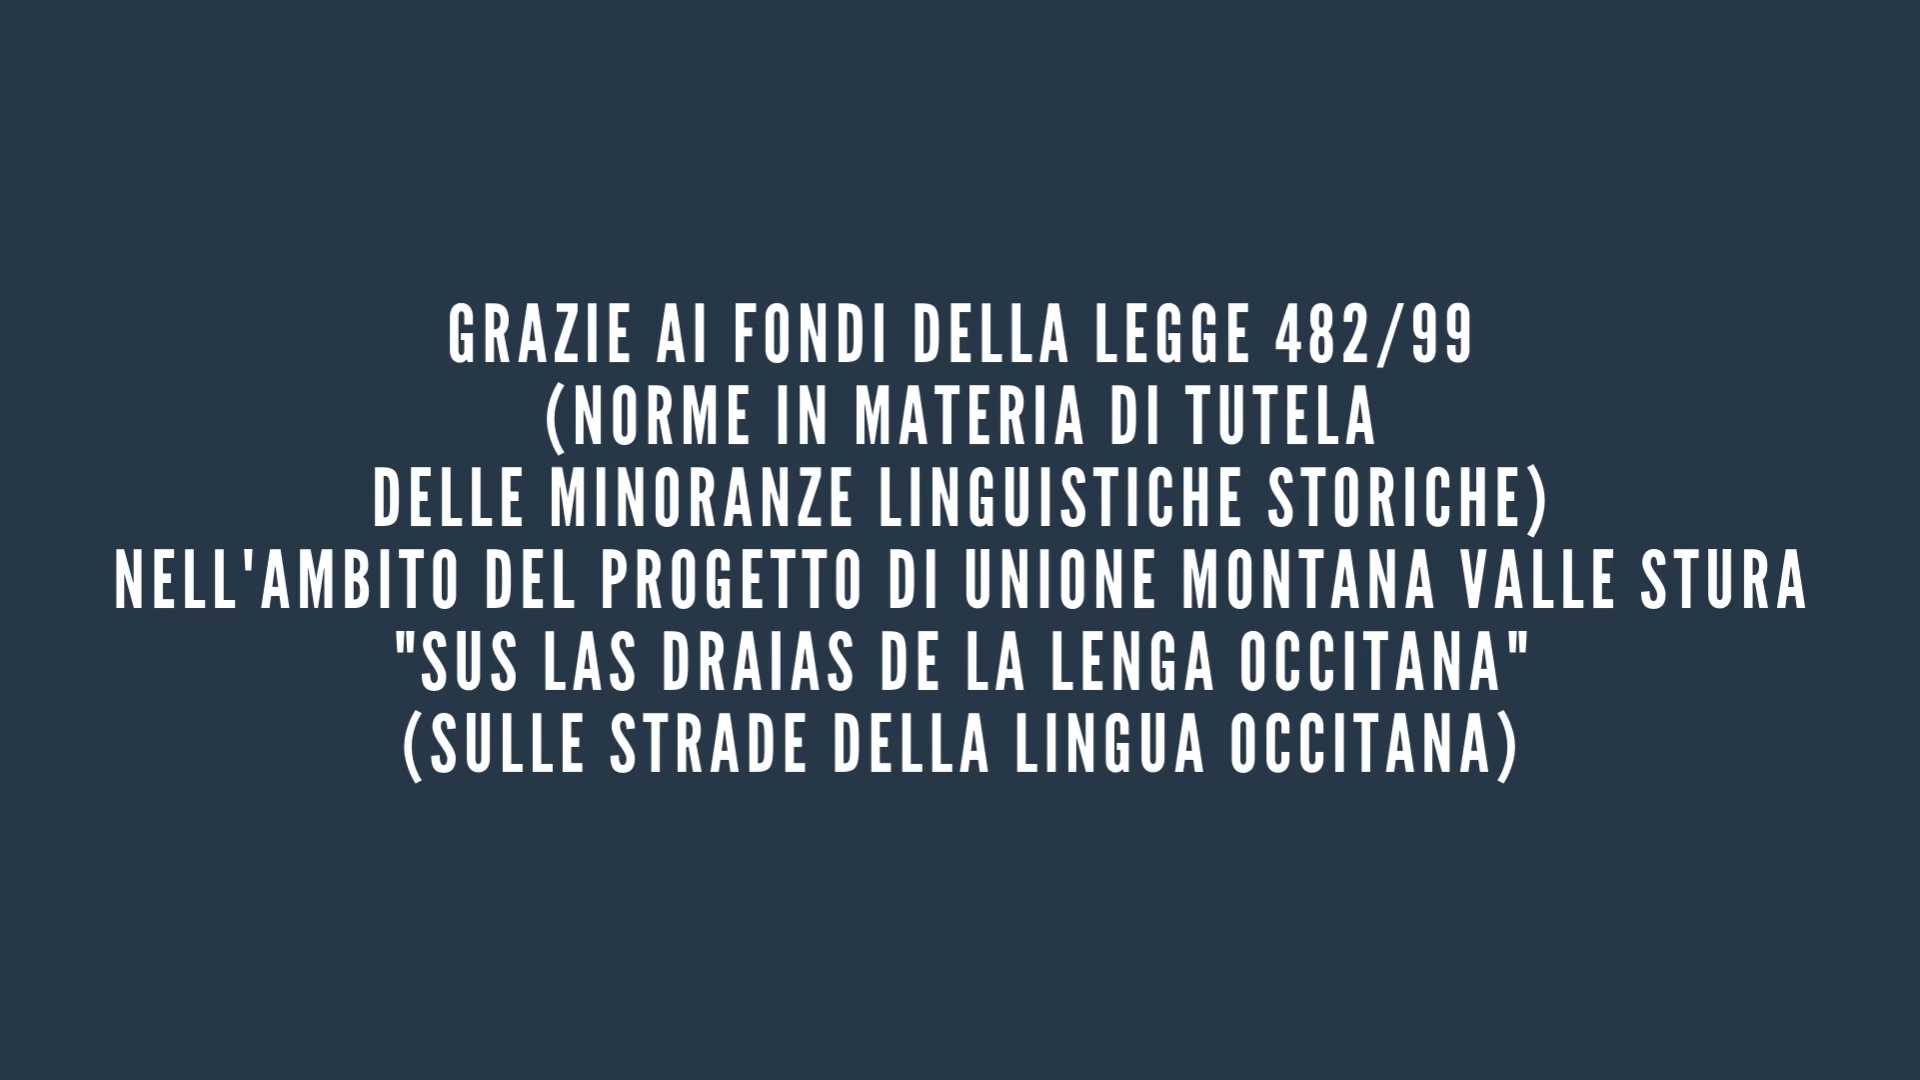 GRAZIE AI FONDI DELLA LEGGE 482/99
(NORME IN MATERIA DI TUTELA
DELLE MINORANZE LINGUISTICHE STORICHE)
NELL'AMBITO DEL PROGETTO DI UNIONE MONTANA VALLE STURA
"SUS LAS DRAIAS DE LA LENGA OCCITANA"
(SULLE STRADE DELLA LINGUA OCCITANA)